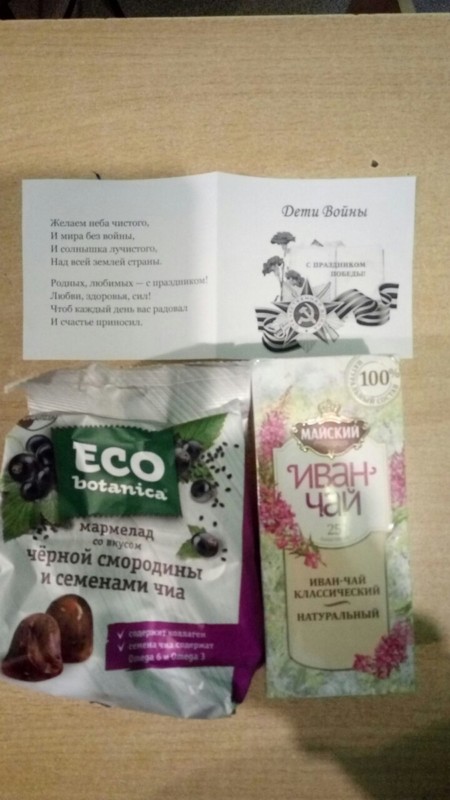 Желаем неба чистого,
И мира без войны,
И солнышка лучистого,
Над всей землей страны.
Родных, любимых — с праздником!
Любви, здоровья, сил!
Чтоб каждый день вас радовал
И счастье приносил.
Дети Войны
С ПРАЗДНИКОМ
ПОБЕДЫ!
ECO
botanica
мармелад
со вкусом
чёрной смородины
и семенами чиа
содержит коллаген
семена чиа содержат
Omega 6 и Omega 3
100%
МАЙСКИЙ
ИВАН-
ЧАЙ
25
ИВАН-ЧАЙ
КЛАССИЧЕСКИЙ
НАТУРАЛЬНЫЙ